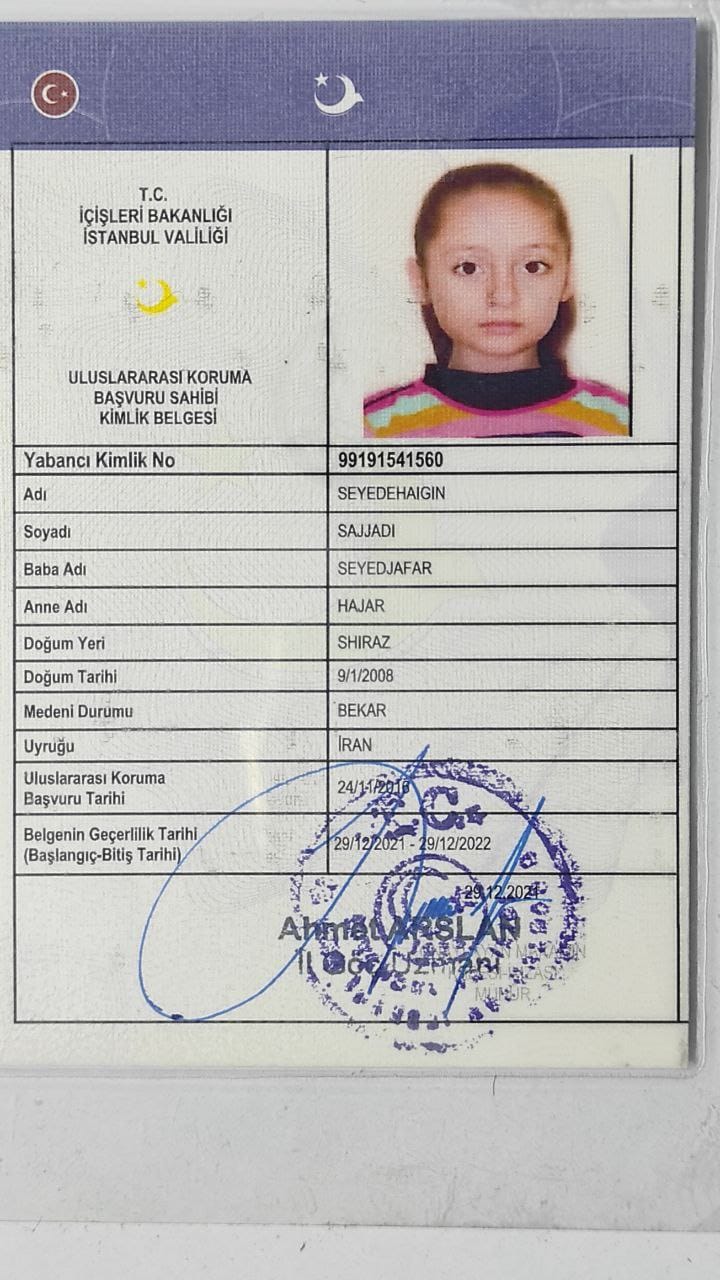 T.C.
İÇİŞLERİ BAKANLIĞI
İSTANBUL VALİLİĞİ
ULUSLARARASI KORUMA
BAŞVURU SAHİBİ
KİMLİK BELGESİ
Yabancı Kimlik No 99191541560
Adı SEYEDEHAIGIN
Soyadı SAJJADI
Baba Adı SEYEDJAFAR
Anne Adı HAJAR
Doğum Yeri SHIRAZ
Doğum Tarihi 9/1/2008
Medeni Durumu BEKAR
Uyruğu İRAN
Uluslararası Koruma
Başvuru Tarihi 24/11/2016
Belgenin Geçerlilik Tarihi
(Başlangıç-Bitiş Tarihi) 29/12/2021 - 29/12/2022
29.12.2021
Ahmet ARSLAN
İl Göç Uzmanı